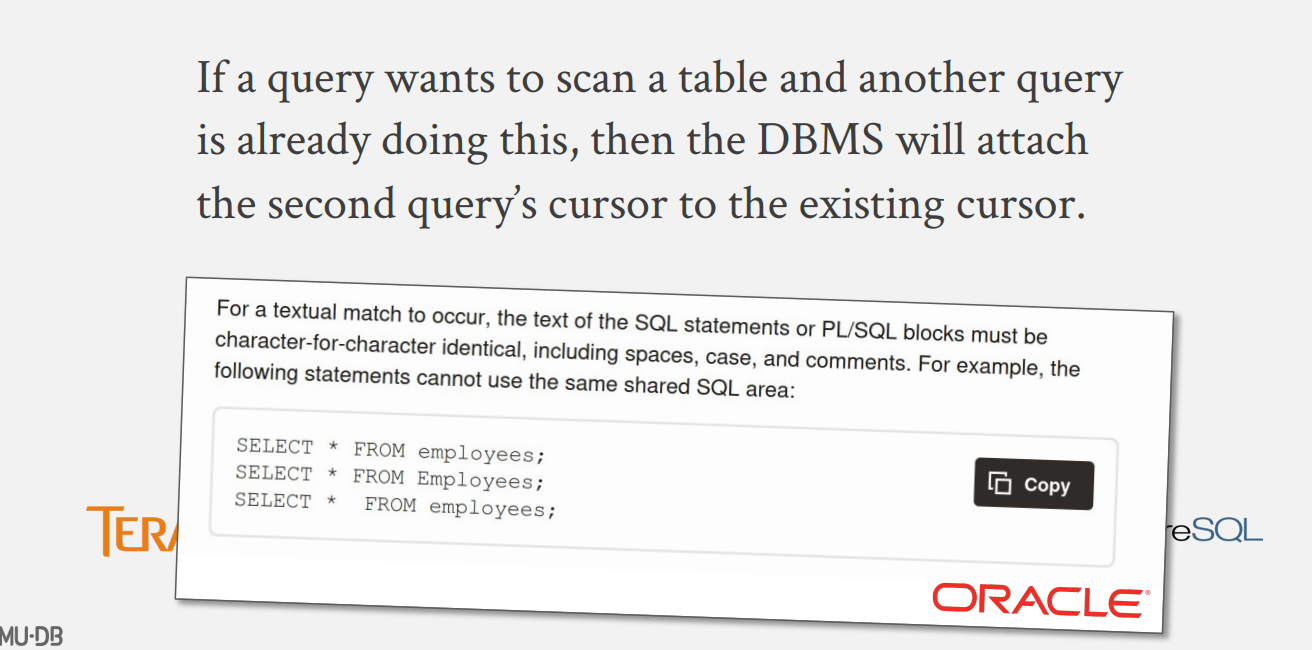 If a query wants to scan a table and another query
is already doing this, then the DBMS will attach
the second query’s cursor to the existing cursor.
For a textual match to occur, the text of the SQL statements or PL/SQL blocks must be
character-for-character identical, including spaces, case, and comments. For example, the
following statements cannot use the same shared SQL area:
SELECT * FROM employees;
SELECT * FROM Employees;
SELECT *  FROM employees;
Copy
TERA
reSQL
ORACLE
MU·DB